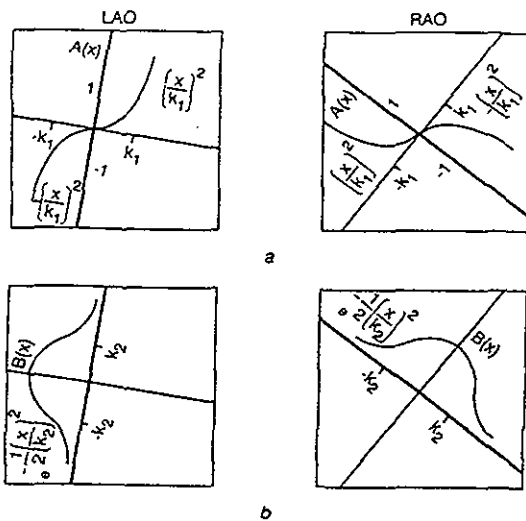 LAO
RAO
A(x)
1
(x/k₁)²
-k₁
k₁
-1
-(x/k₁)²
A(x)
1
k₁
-(x/k₁)²
(x/k₁)²
-k₁
-1
a
B(x)
k₂
-k₂
e -1/2(x/k₂)²
e -1/2(x/k₂)²
B(x)
-k₂
k₂
b